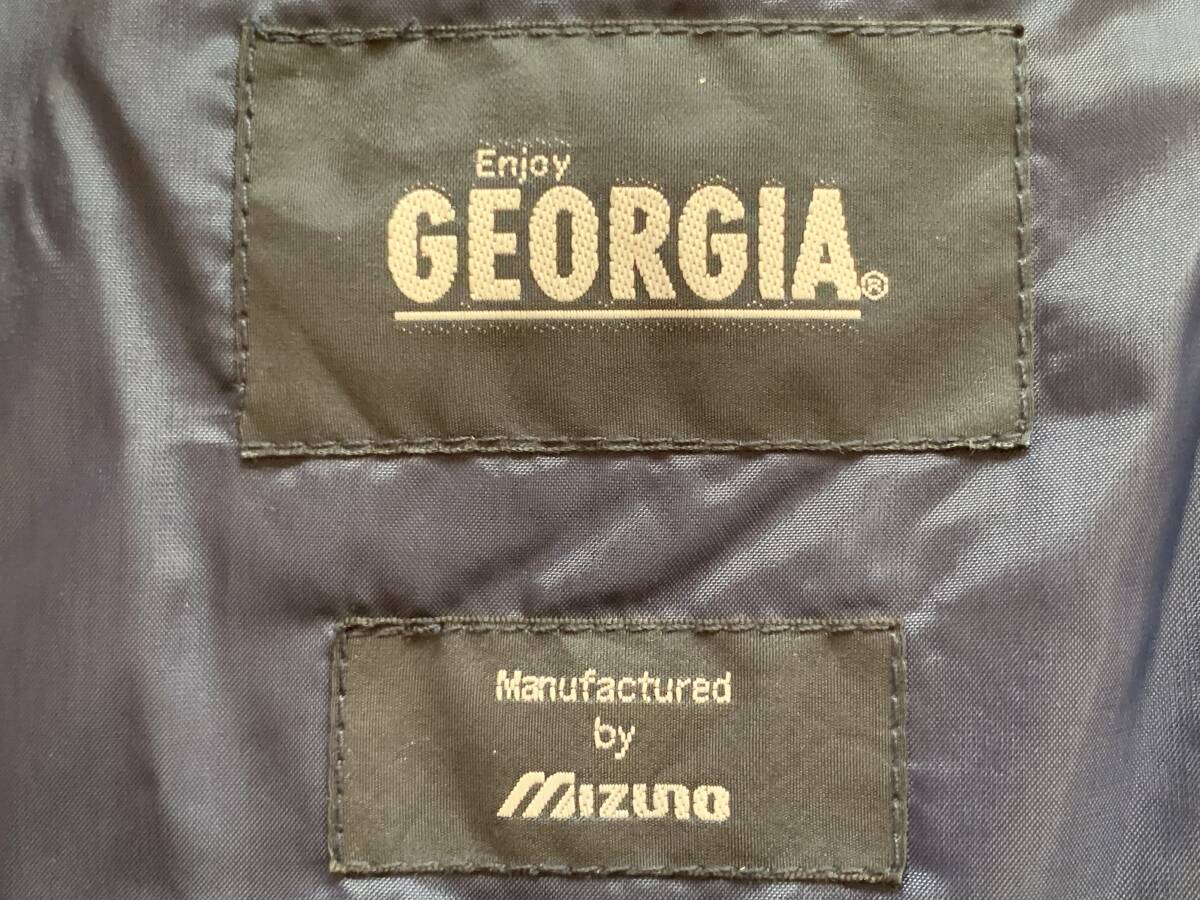 Enjoy
GEORGIA®
Manufactured
by
Mizuno